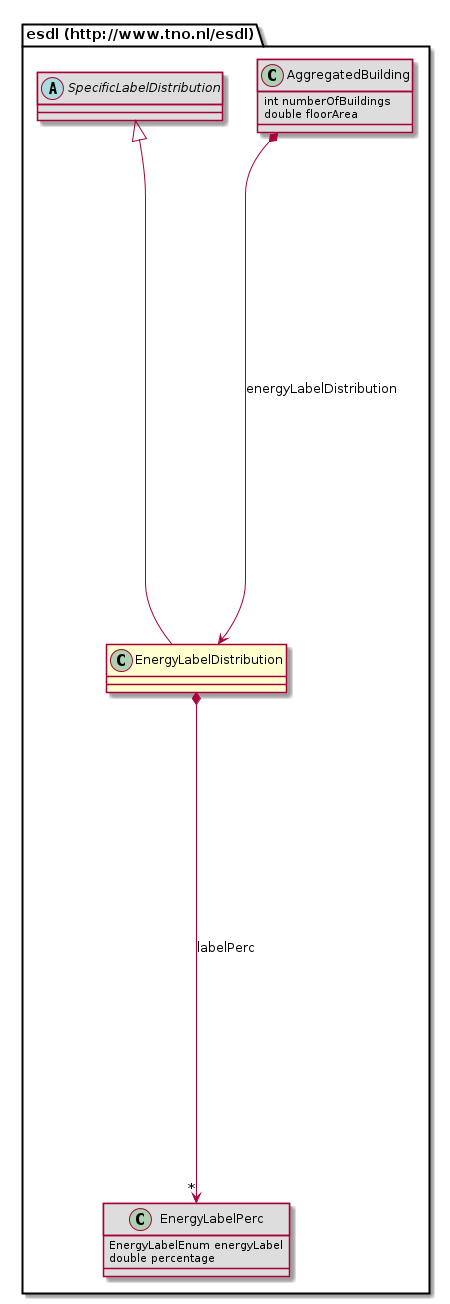 esdl (http://www.tno.nl/esdl)
A SpecificLabelDistribution
C AggregatedBuilding
int numberOfBuildings
double floorArea
energyLabelDistribution
C EnergyLabelDistribution
labelPerc
*
C EnergyLabelPerc
EnergyLabelEnum energyLabel
double percentage